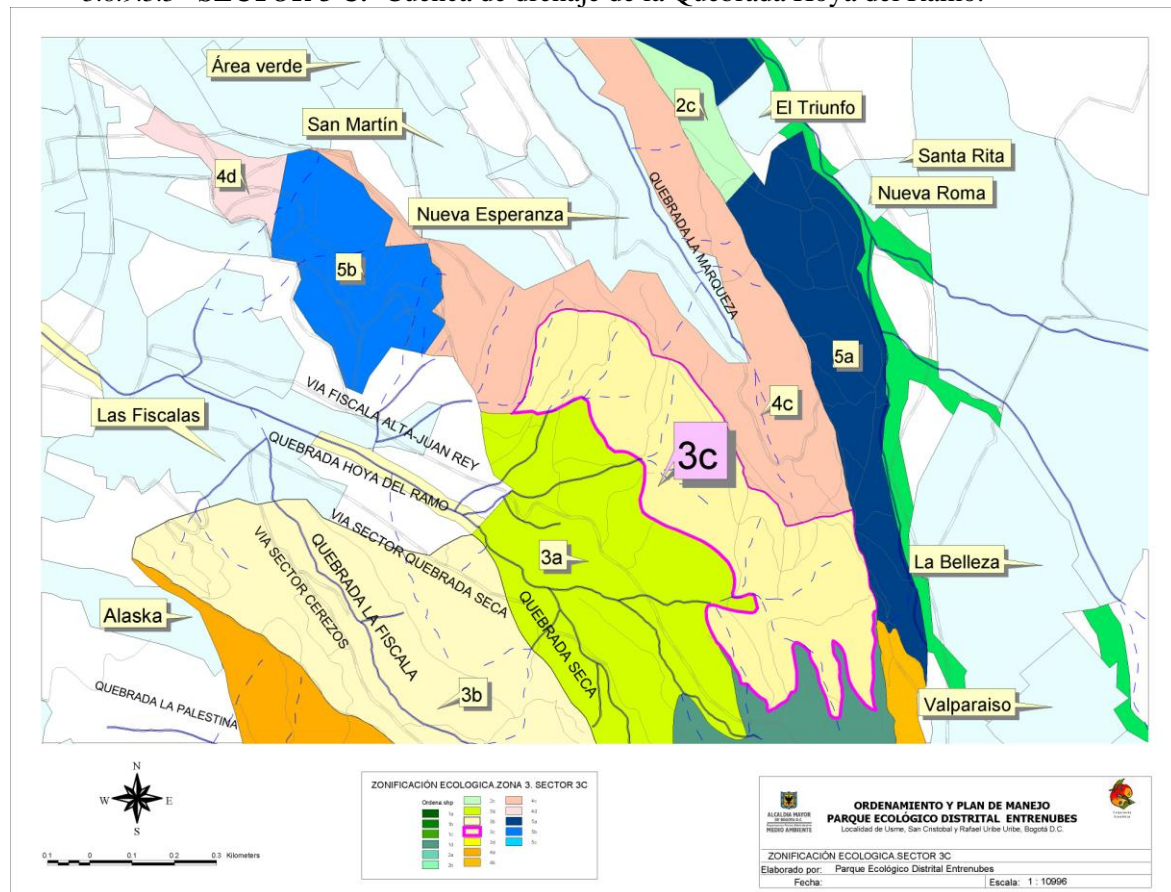 SECTOR 3 C. Cuenca de drenaje de la Quebrada Hoya del Ramo.
Área verde
San Martín
2c
El Triunfo
Santa Rita
4d
Nueva Roma
Nueva Esperanza
QUEBRADA LA MARQUEZA
5b
5a
VIA FISCALA ALTA-JUAN REY
4c
Las Fiscalas
QUEBRADA HOYA DEL RAMO
3c
VIA SECTOR QUEBRADA SECA
3a
La Belleza
VIA SECTOR CEREZOS
QUEBRADA LA FISCALA
Alaska
QUEBRADA SECA
QUEBRADA LA PALESTINA
3b
Valparaiso
N
W E
S
0.1 0 0.1 0.2 0.3 Kilometers
ZONIFICACIÓN ECOLOGICA.ZONA 3. SECTOR 3C
ALCALDIA MAYOR
MEDIO AMBIENTE
ORDENAMIENTO Y PLAN DE MANEJO
PARQUE ECOLÓGICO DISTRITAL ENTRENUBES
Localidad de Usme, San Cristobal y Rafael Uribe Uribe, Bogotá D.C.
ZONIFICACIÓN ECOLOGICA.SECTOR 3C
Elaborado por: Parque Ecológico Distrital Entrenubes
Fecha: Escala: 1 : 10996